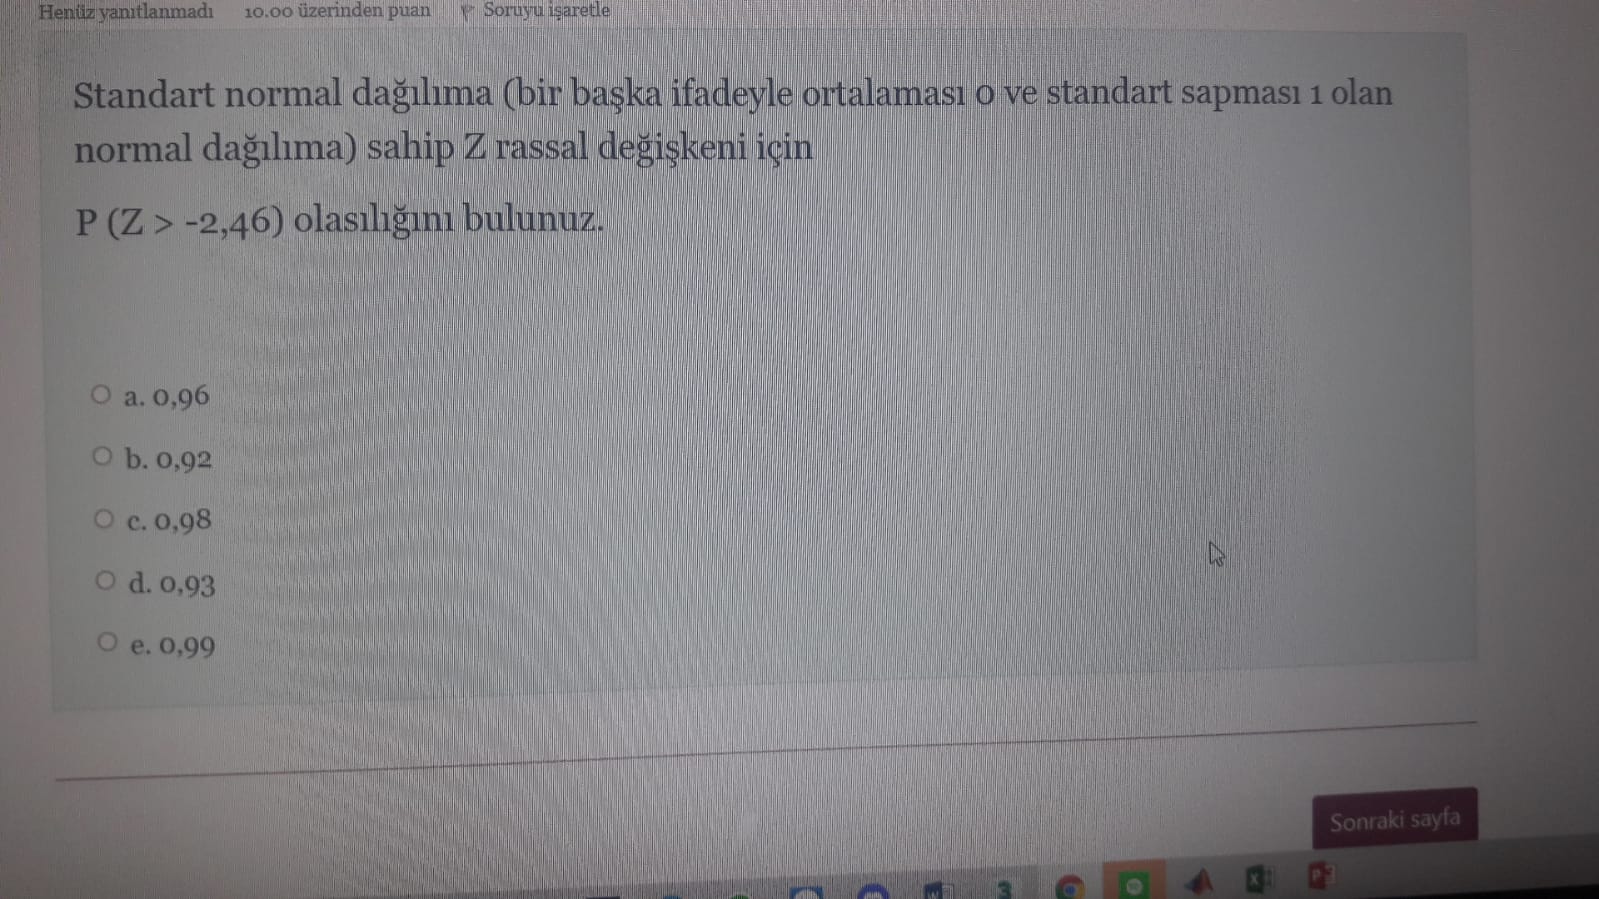 Henüz yanıtlanmadı 10.00 üzerinden puan Soruyu işaretle
Standart normal dağılıma (bir başka ifadeyle ortalaması 0 ve standart sapması 1 olan
normal dağılıma) sahip Z rassal değişkeni için
P (Z > -2,46) olasılığını bulunuz.
a. 0,96
b. 0,92
c. 0,98
d. 0,93
e. 0,99
Sonraki sayfa